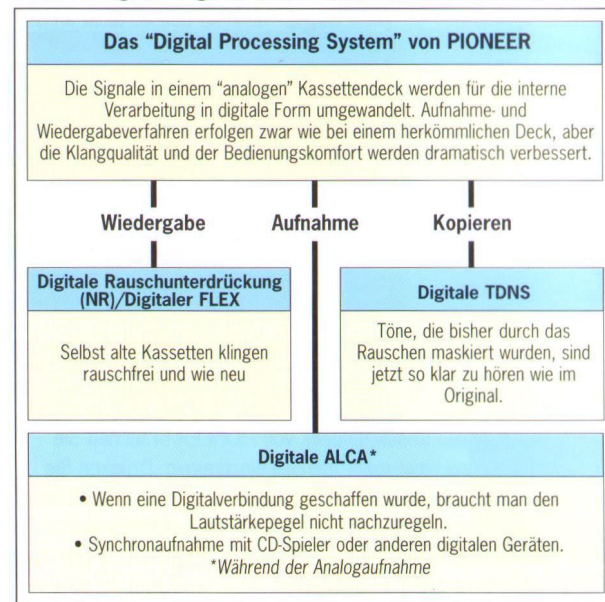 Das “Digital Processing System” von PIONEER
Die Signale in einem “analogen” Kassettendeck werden für die interne
Verarbeitung in digitale Form umgewandelt. Aufnahme- und
Wiedergabeverfahren erfolgen zwar wie bei einem herkömmlichen Deck, aber
die Klangqualität und der Bedienungskomfort werden dramatisch verbessert.
Wiedergabe Aufnahme Kopieren
Digitale Rauschunterdrückung
(NR)/Digitaler FLEX
Selbst alte Kassetten klingen
rauschfrei und wie neu
Digitale TDNS
Töne, die bisher durch das
Rauschen maskiert wurden, sind
jetzt so klar zu hören wie im
Original.
Digitale ALCA*
• Wenn eine Digitalverbindung geschaffen wurde, braucht man den
Lautstärkepegel nicht nachzuregeln.
• Synchronaufnahme mit CD-Spieler oder anderen digitalen Geräten.
*Während der Analogaufnahme